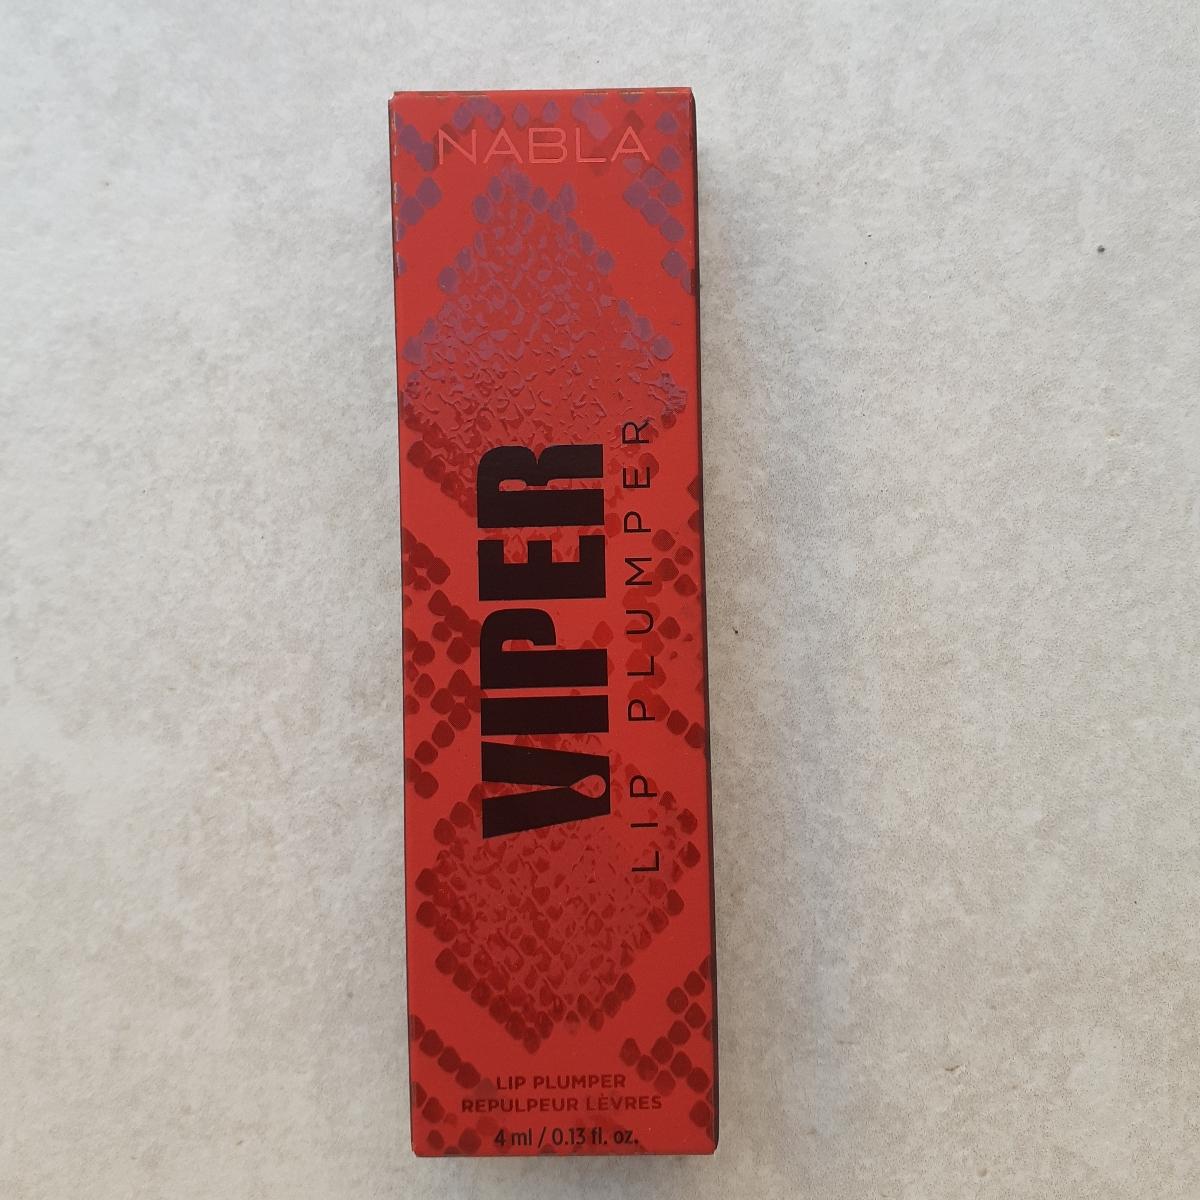 NABLA
VIPER
LIP PLUMPER
LIP PLUMPER
REPULPEUR LÈVRES
4 ml / 0.13 fl. oz.